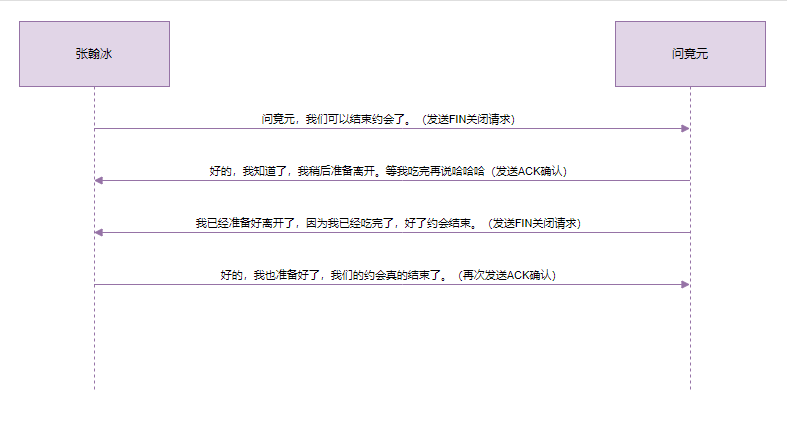 张翰冰
问竟元
问竟元，我们可以结束约会了。（发送FIN关闭请求）
好的，我知道了，我稍后准备离开。等我吃完再说哈哈哈（发送ACK确认）
我已经准备好离开了，因为我已经吃完了，好了约会结束。（发送FIN关闭请求）
好的，我也准备好了，我们的约会真的结束了。（再次发送ACK确认）